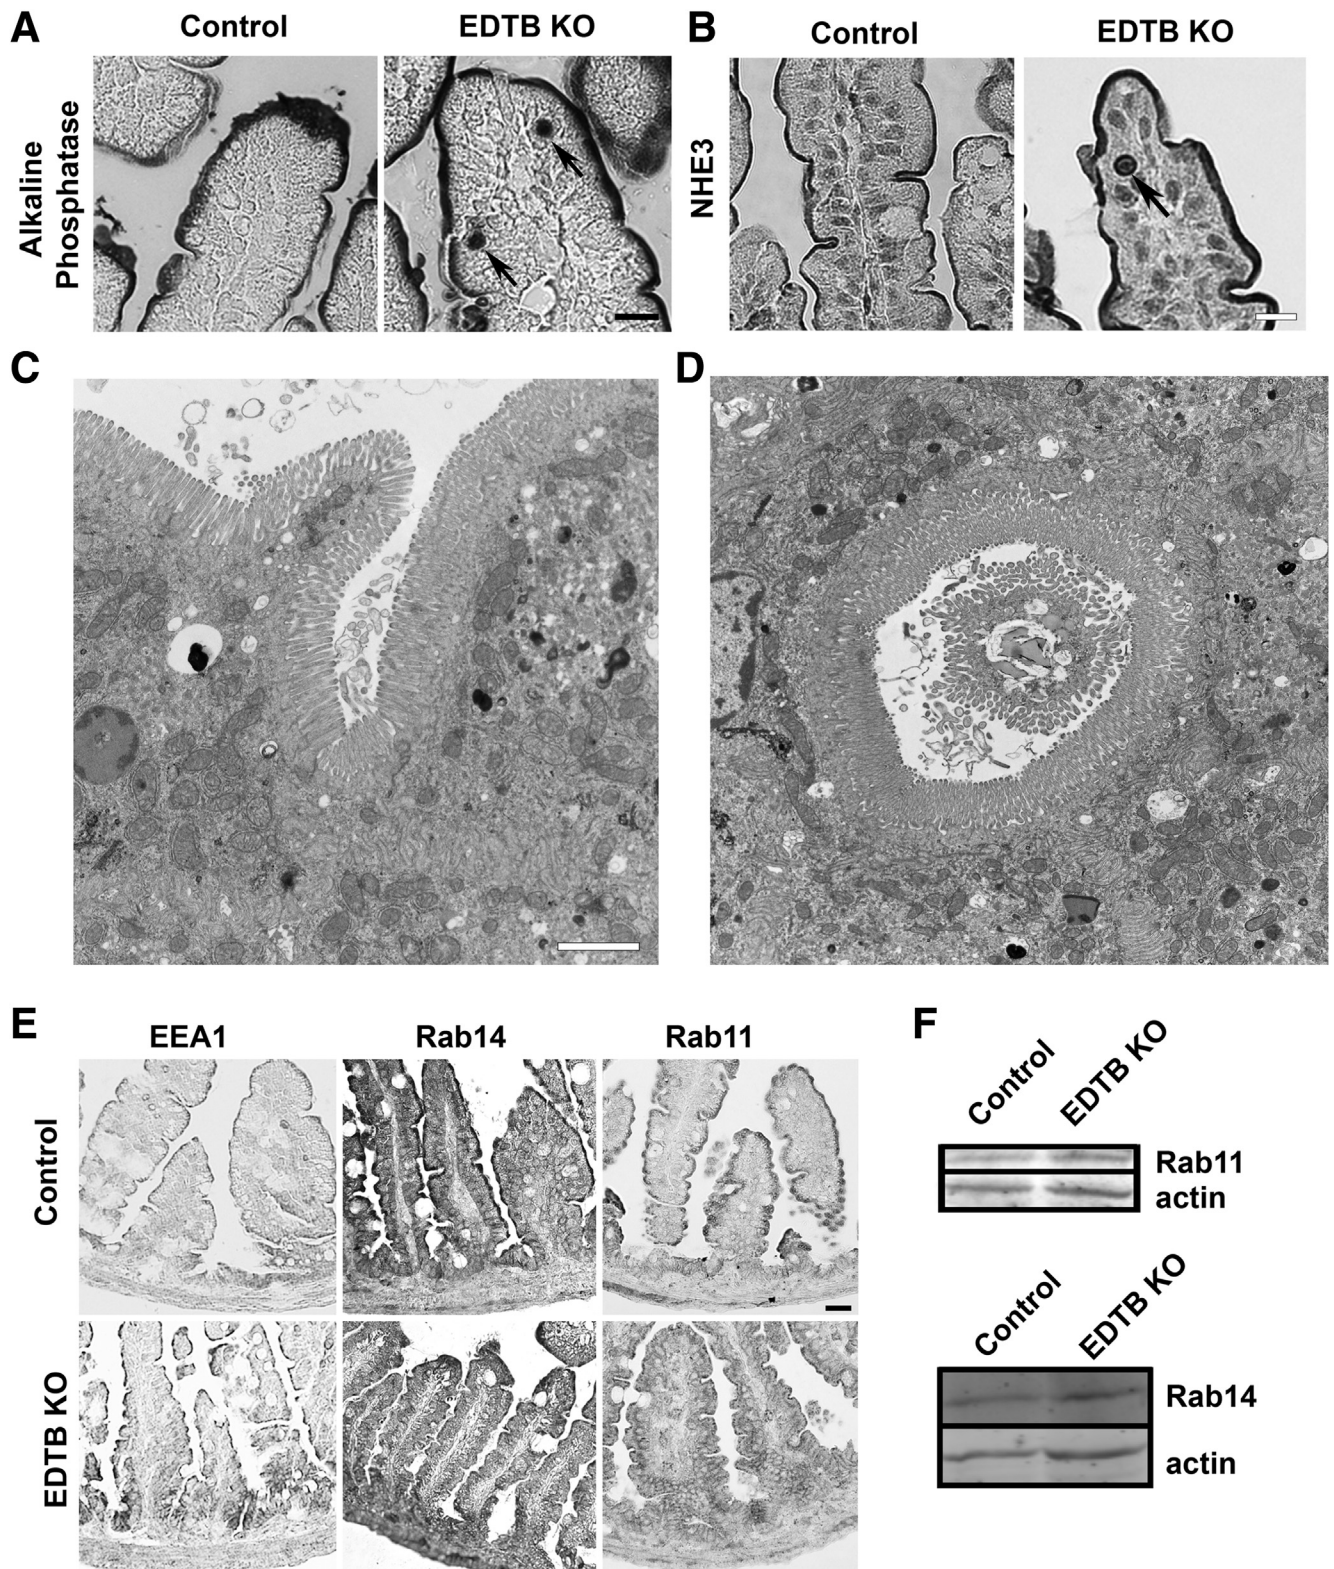 A
Control
EDTB KO
Alkaline
Phosphatase
B
Control
EDTB KO
NHE3
C
D
E
EEA1
Rab14
Rab11
Control
EDTB KO
F
Control
EDTB KO
Rab11
actin
Control
EDTB KO
Rab14
actin